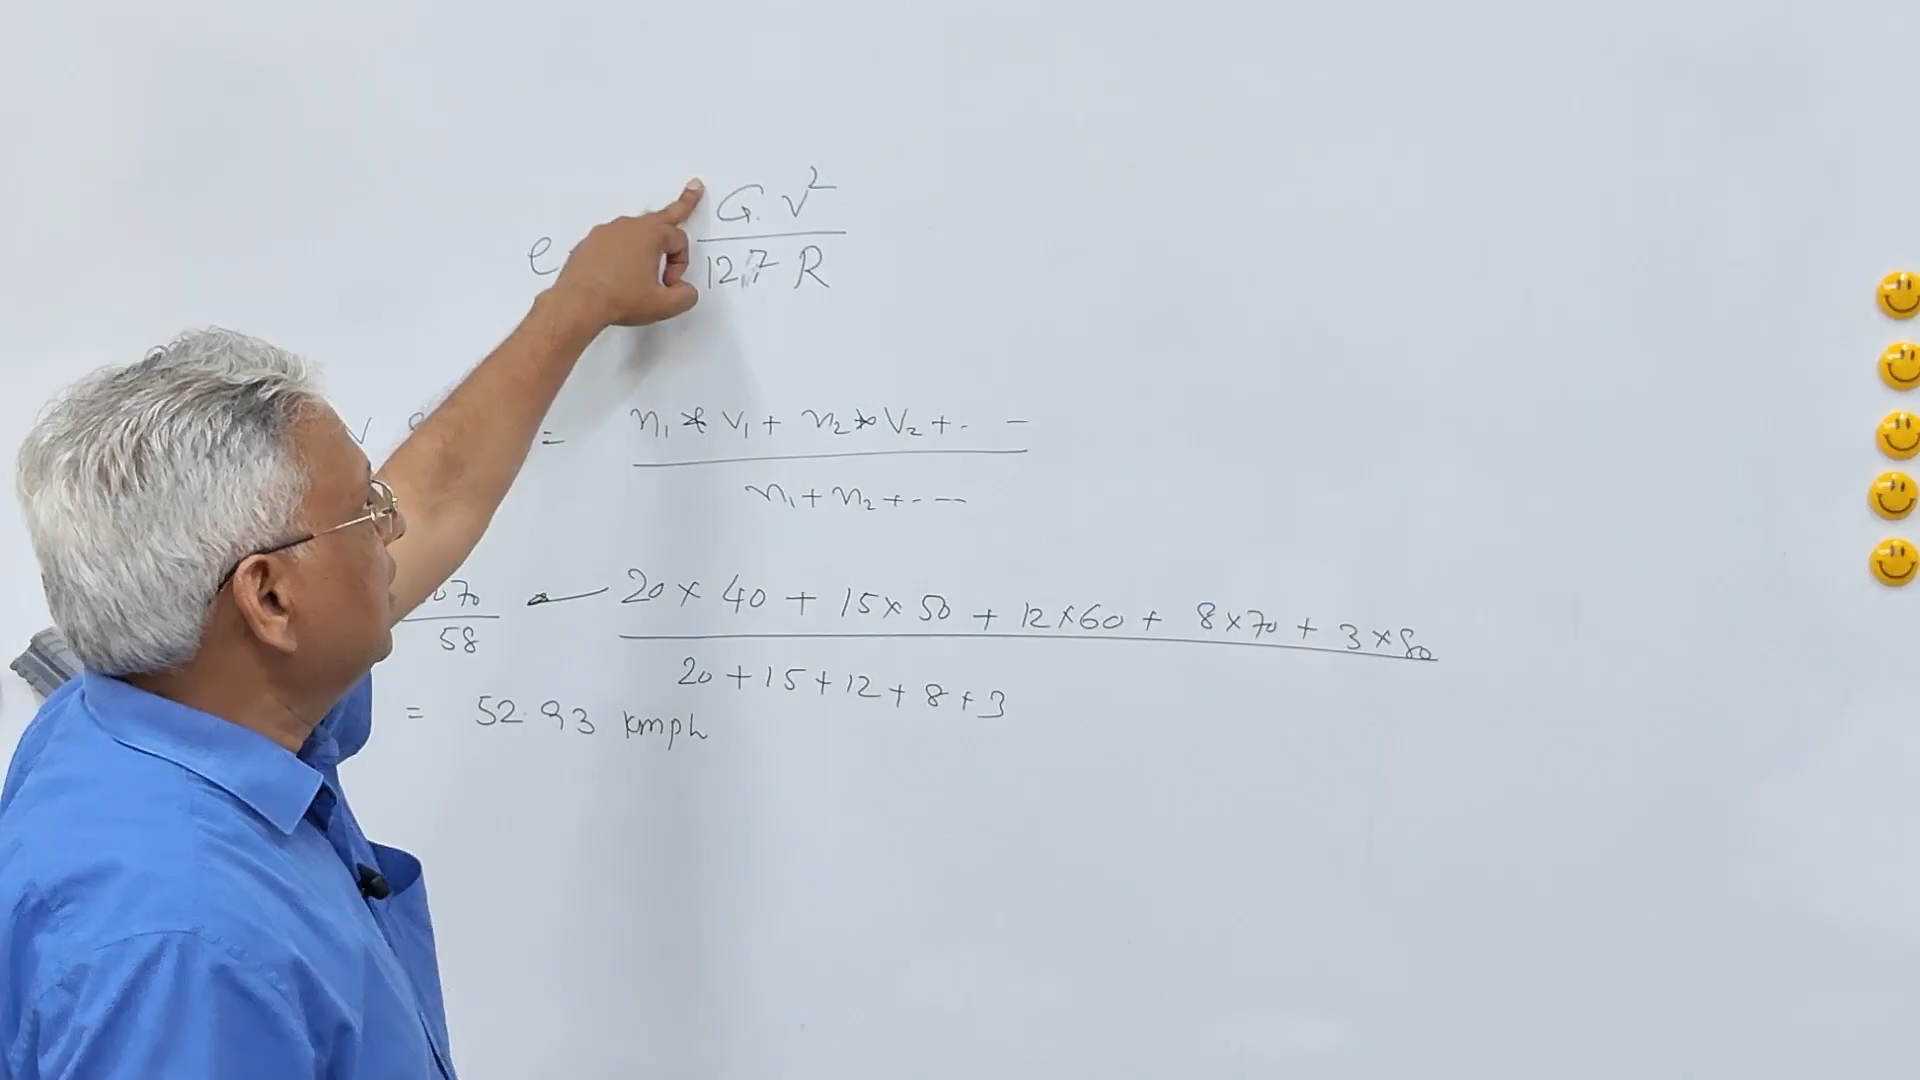 e G.V²
127 R
V = n₁ * V₁ + n₂ * V₂ + . . —
n₁ + n₂ + - - —
70 20 x 40 + 15 x 50 + 12 x 60 + 8 x 70 + 3 x 80
58 20 + 15 + 12 + 8 + 3
= 52.93 kmph